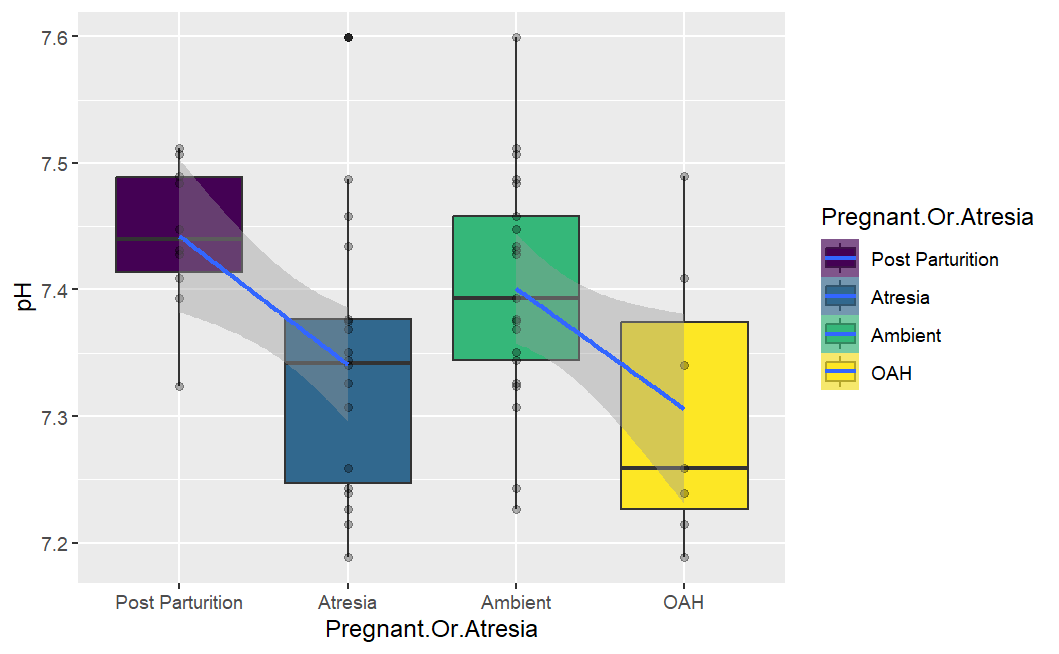 7.6
7.5
7.4
7.3
7.2
pH
Post Parturition
Atresia
Ambient
OAH
Pregnant.Or.Atresia
Pregnant.Or.Atresia
Post Parturition
Atresia
Ambient
OAH